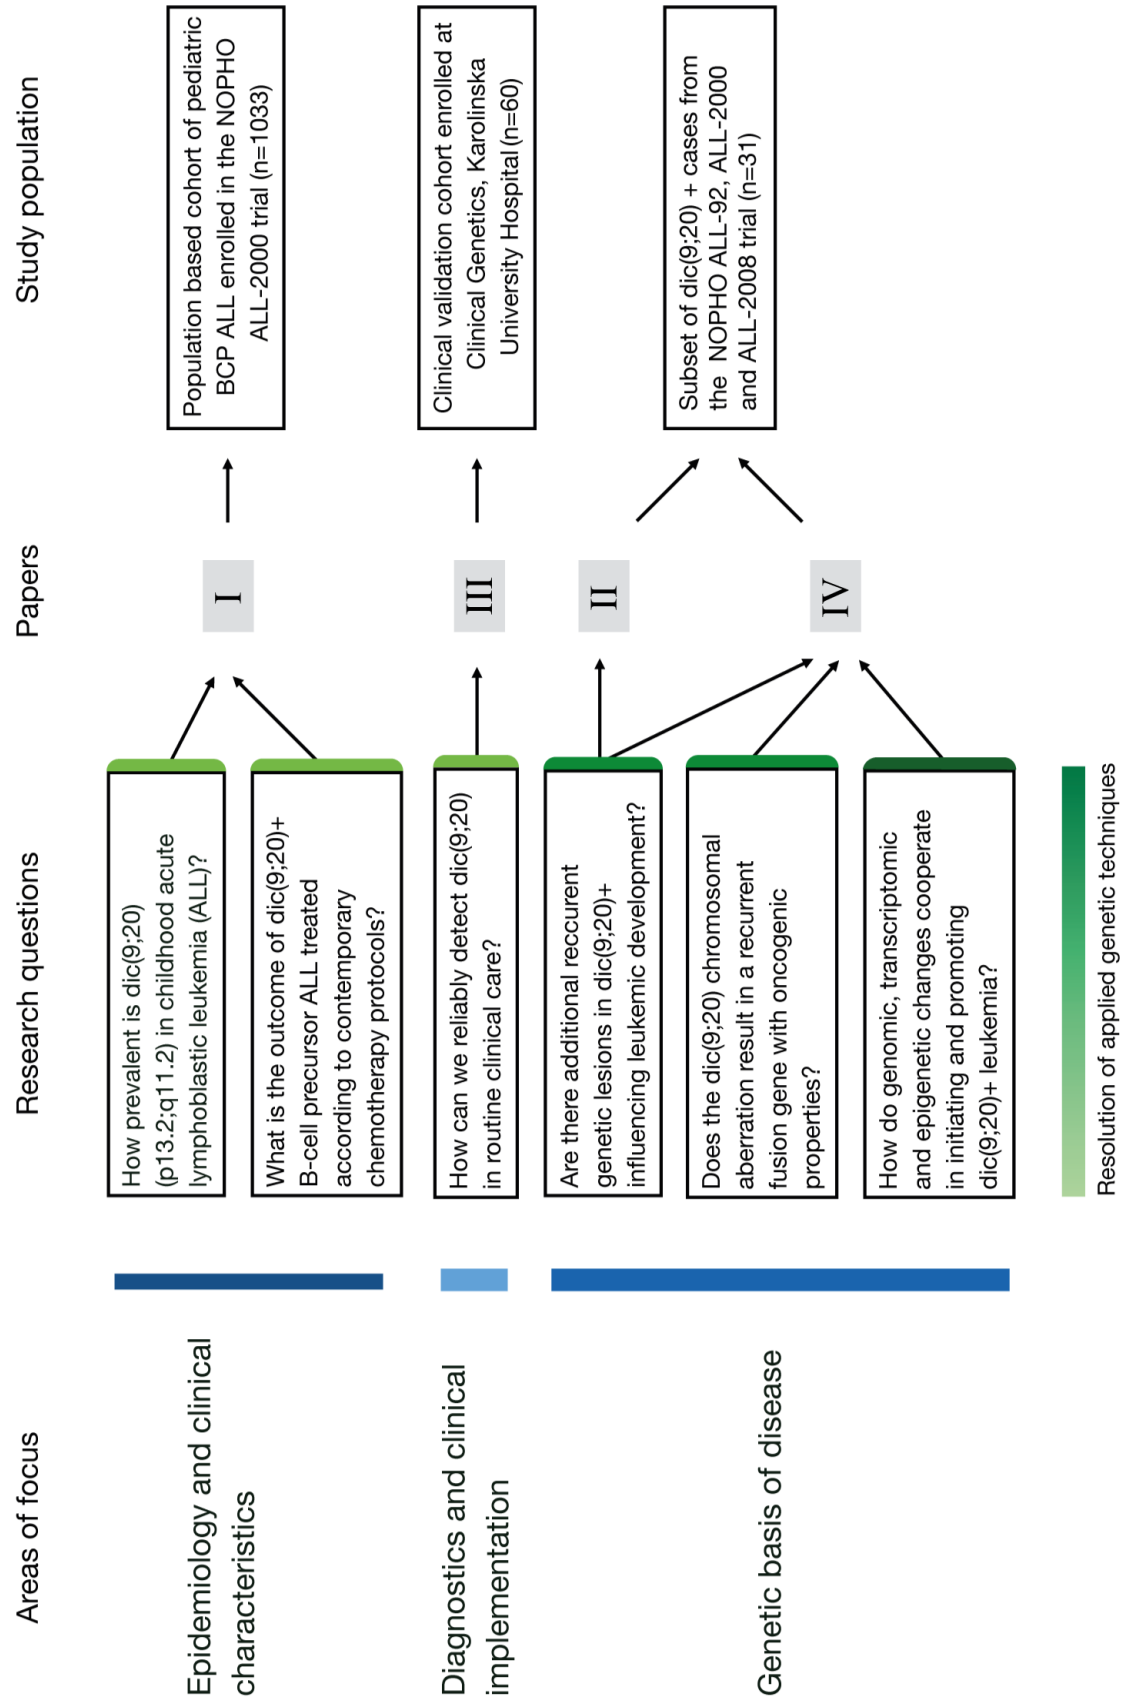 Areas of focus
Research questions
Papers
Study population
Epidemiology and clinical
characteristics
How prevalent is dic(9;20)
(p13.2;q11.2) in childhood acute
lymphoblastic leukemia (ALL)?
What is the outcome of dic(9;20)+
B-cell precursor ALL treated
according to contemporary
chemotherapy protocols?
I
Population based cohort of pediatric
BCP ALL enrolled in the NOPHO
ALL-2000 trial (n=1033)
Diagnostics and clinical
implementation
How can we reliably detect dic(9;20)
in routine clinical care?
III
Clinical validation cohort enrolled at
Clinical Genetics, Karolinska
University Hospital (n=60)
Genetic basis of disease
Are there additional reccurent
genetic lesions in dic(9;20)+
influencing leukemic development?
Does the dic(9;20) chromosomal
aberration result in a recurrent
fusion gene with oncogenic
properties?
How do genomic, transcriptomic
and epigenetic changes cooperate
in initiating and promoting
dic(9;20)+ leukemia?
II
IV
Subset of dic(9;20) + cases from
the NOPHO ALL-92, ALL-2000
and ALL-2008 trial (n=31)
Resolution of applied genetic techniques